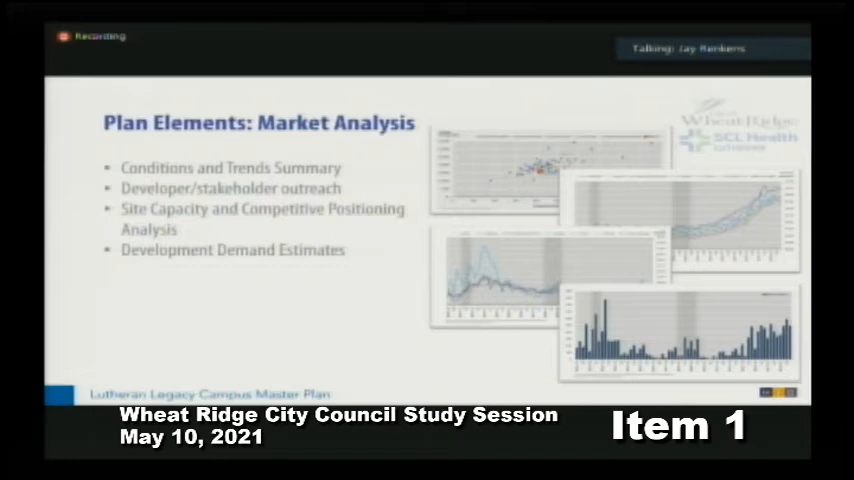 Recording
Talking: Jay Renkens
Plan Elements: Market Analysis
Wheat Ridge
SCL Health
• Conditions and Trends Summary
• Developer/stakeholder outreach
• Site Capacity and Competitive Positioning
Analysis
• Development Demand Estimates
Lutheran Legacy Campus Master Plan
Wheat Ridge City Council Study Session
May 10, 2021
Item 1